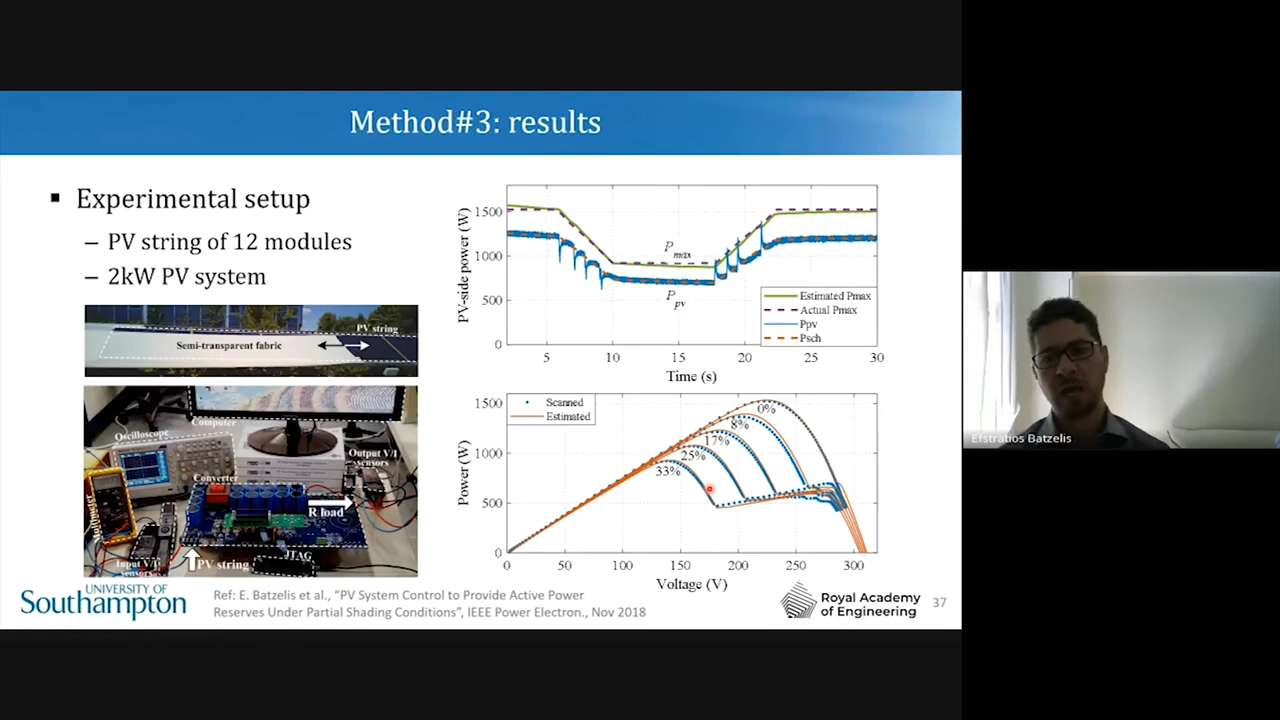 Method#3: results
Experimental setup
– PV string of 12 modules
– 2kW PV system
PV string
Semi-transparent fabric
Computer
Oscilloscope
Output V/I
sensors
Converter
Multimeter
R load
JTAG
Input V/I
sensors
PV string
PV-side power (W)
1500
1000
500
0
Pmax
Ppv
Estimated Pmax
Actual Pmax
Ppv
Psch
5
10
15
20
25
30
Time (s)
Power (W)
1500
1000
500
0
Scanned
Estimated
0%
8%
17%
25%
33%
0
50
100
150
200
250
300
Voltage (V)
UNIVERSITY OF
Southampton
Ref: E. Batzelis et al., “PV System Control to Provide Active Power
Reserves Under Partial Shading Conditions”, IEEE Power Electron., Nov 2018
Royal Academy
of Engineering
37
Efstratios Batzelis